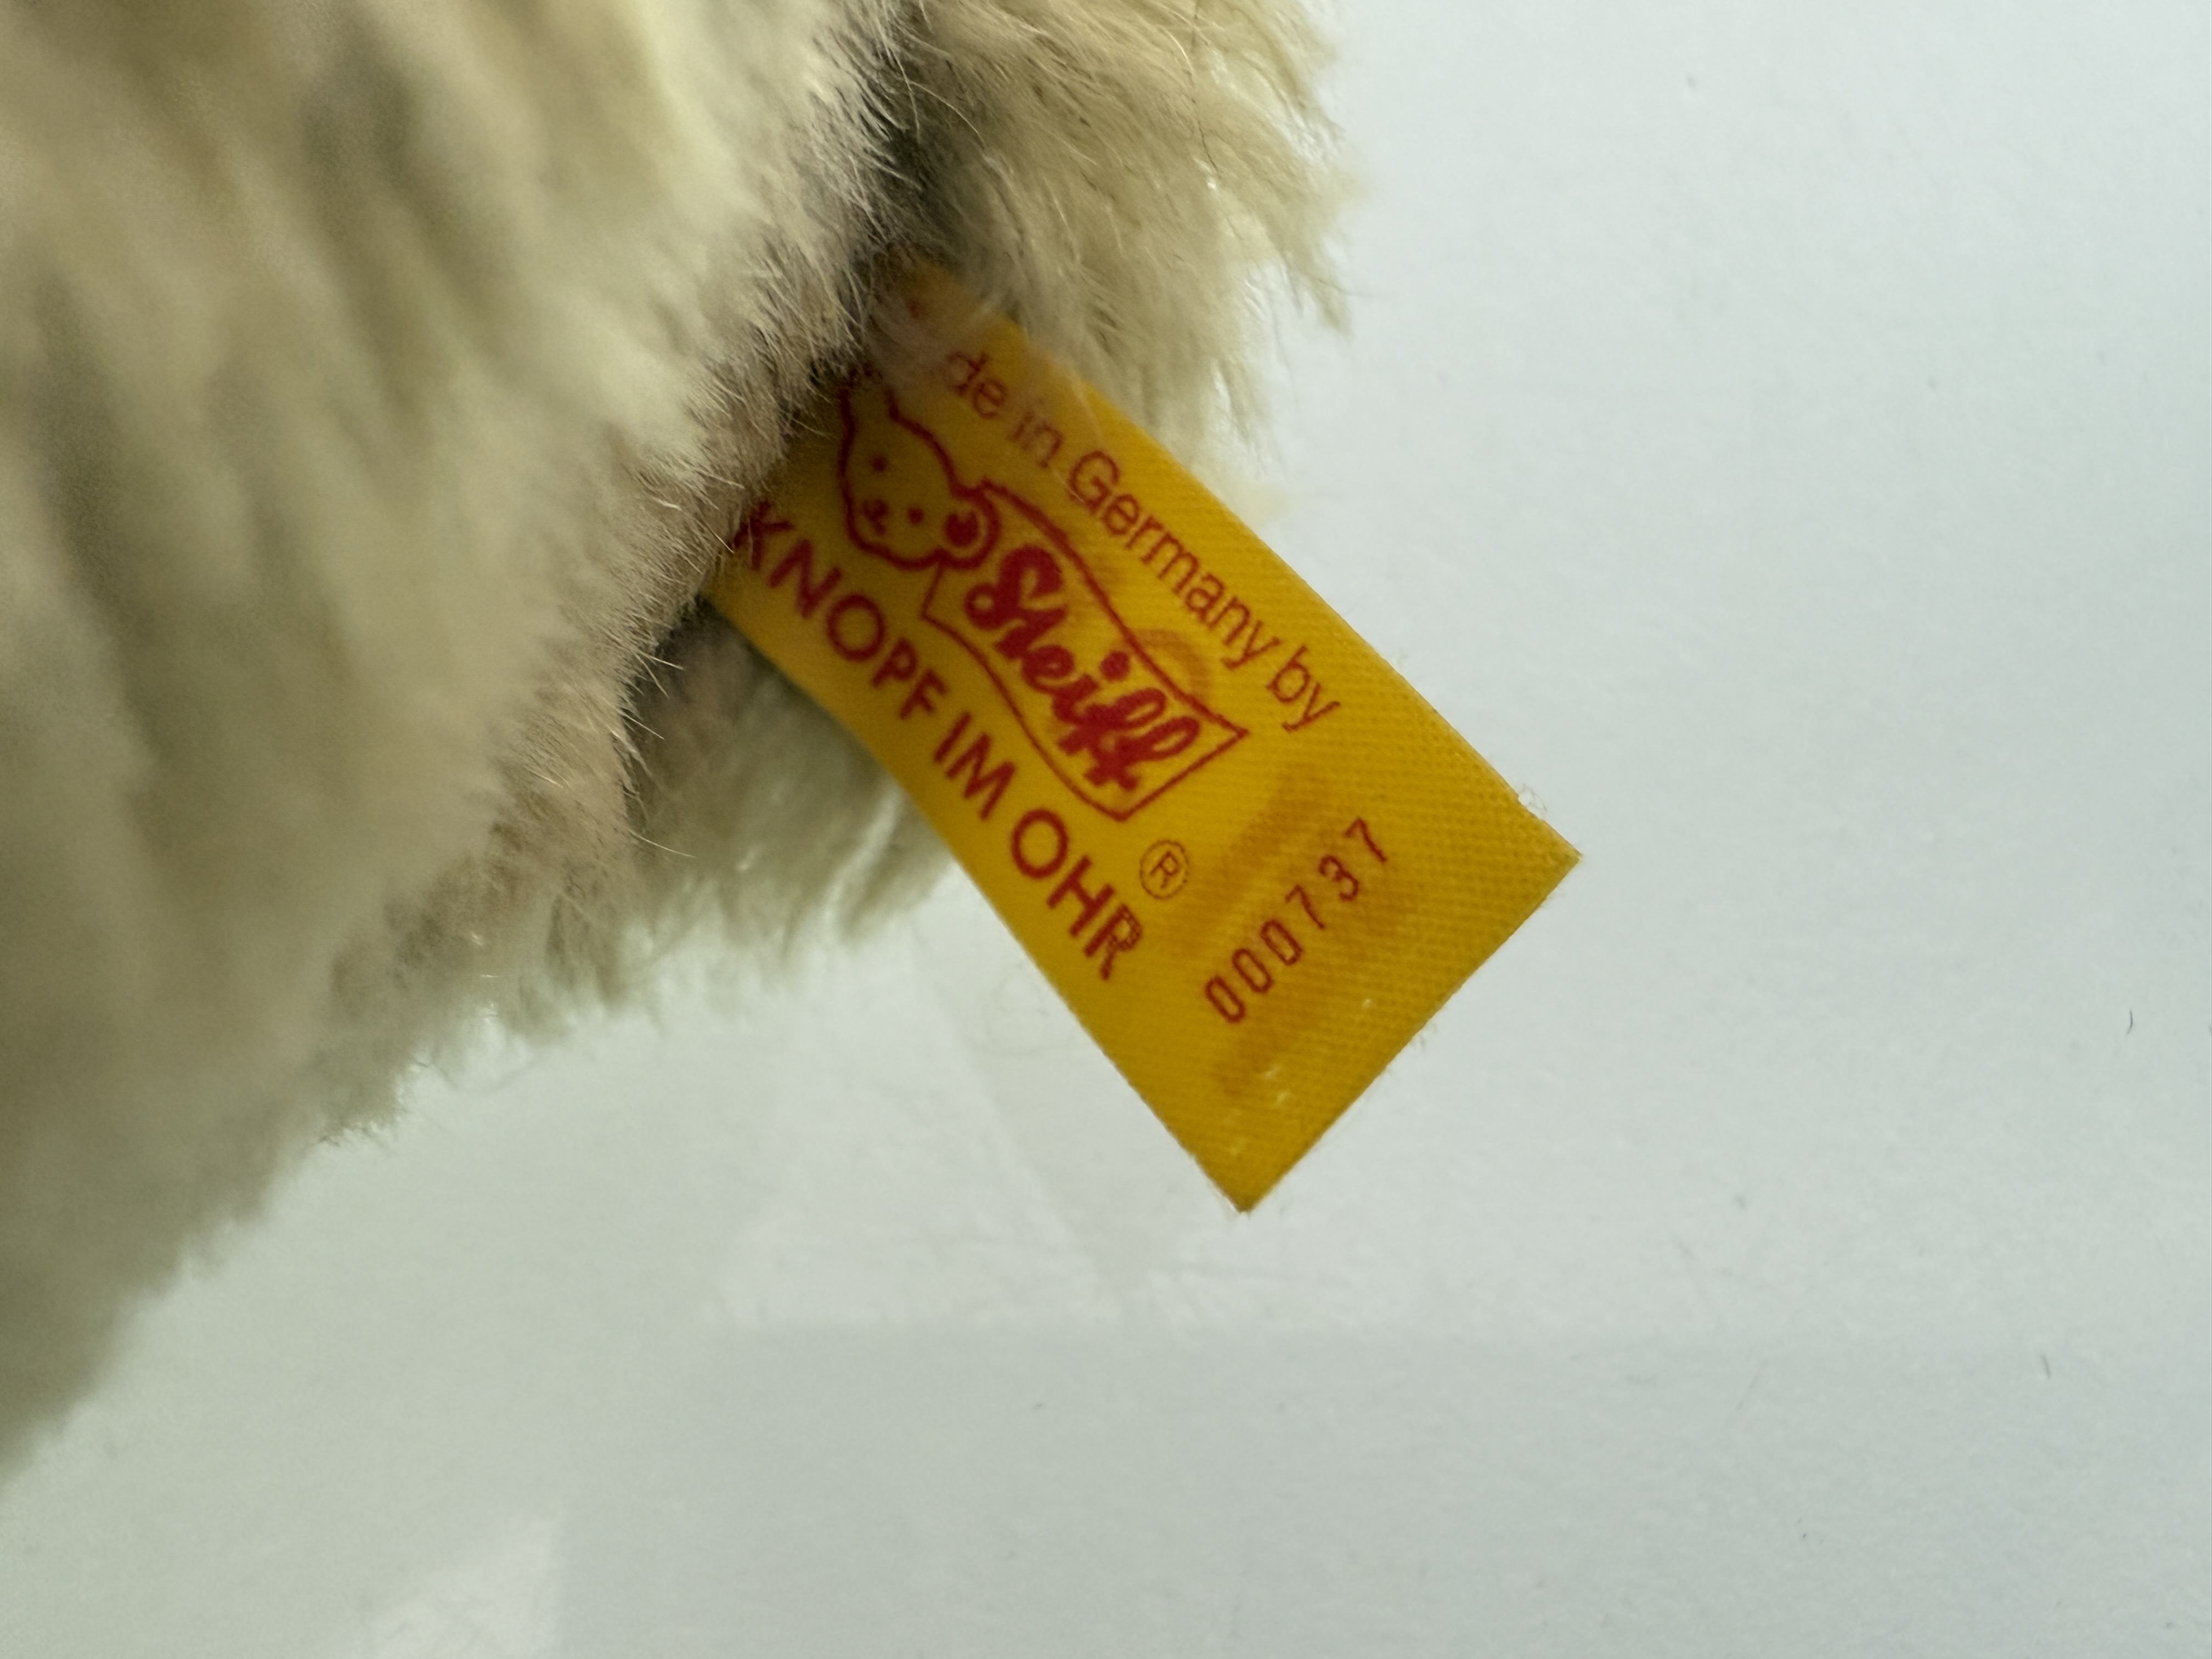 de in Germany by
Steiff
KNOPF IM OHR ®
000737